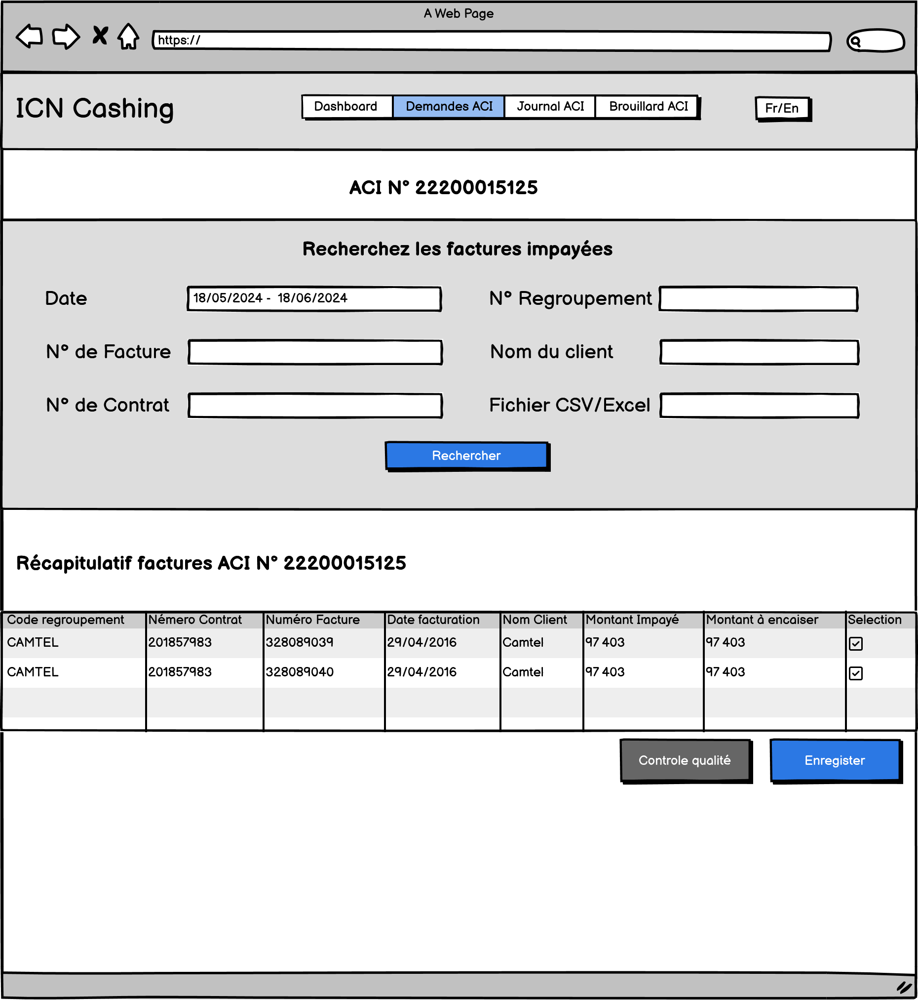 A Web Page
https://
ICN Cashing
Dashboard Demandes ACI Journal ACI Brouillard ACI Fr/En
ACI N° 22200015125
Recherchez les factures impayées
Date 18/05/2024 - 18/06/2024 N° Regroupement
N° de Facture Nom du client
N° de Contrat Fichier CSV/Excel
Rechercher
Récapitulatif factures ACI N° 22200015125
Code regroupement Némero Contrat Numéro Facture Date facturation Nom Client Montant Impayé Montant à encaiser Selection
CAMTEL 201857983 328089039 29/04/2016 Camtel 97 403 97 403
CAMTEL 201857983 328089040 29/04/2016 Camtel 97 403 97 403
Controle qualité Enregister